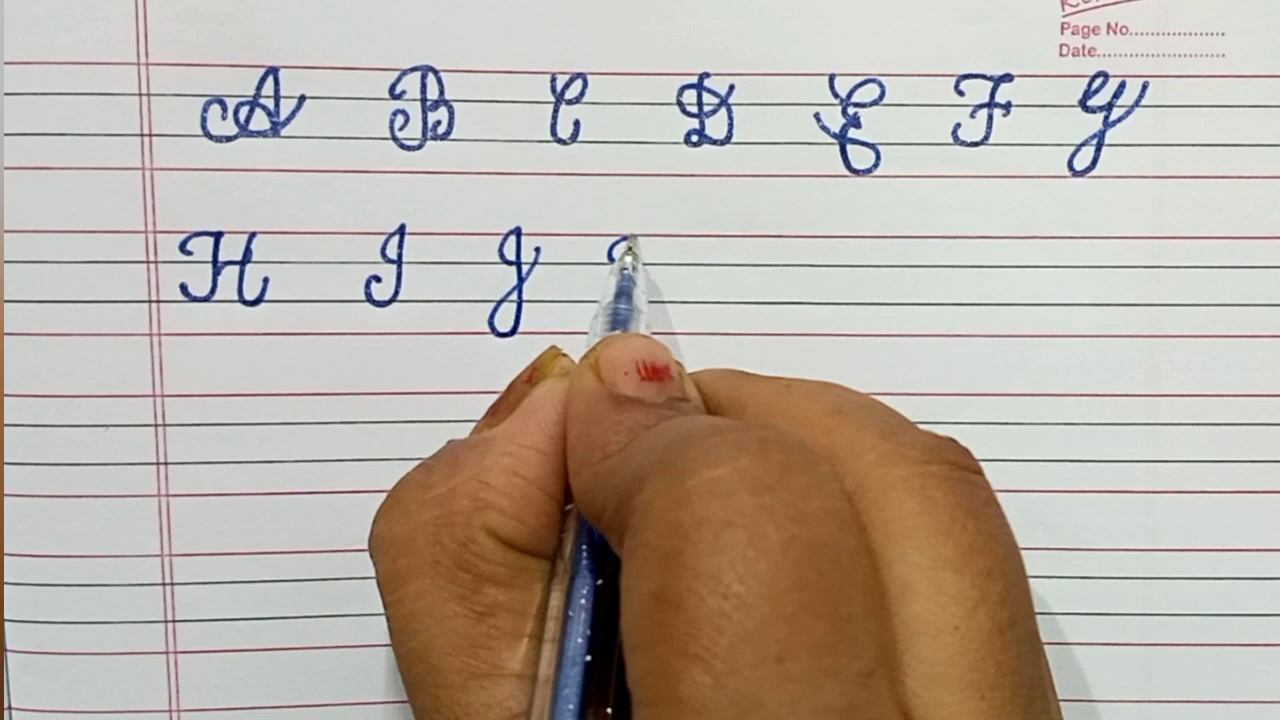 Page No..................
Date........................
A B C D E F G
H I J